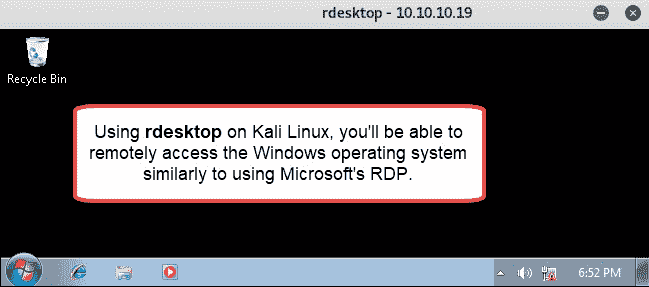 rdesktop - 10.10.10.19
Recycle Bin
Using rdesktop on Kali Linux, you'll be able to
remotely access the Windows operating system
similarly to using Microsoft's RDP.
6:52 PM